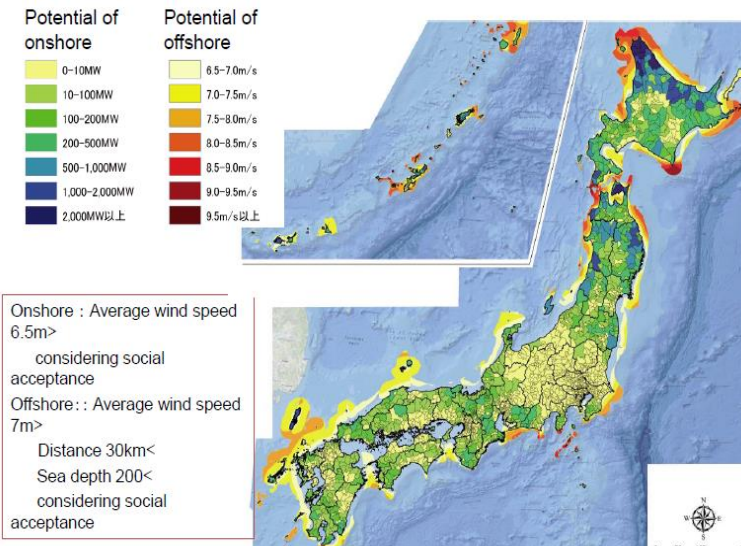 Potential of
onshore
0-10MW
10-100MW
100-200MW
200-500MW
500-1,000MW
1,000-2,000MW
2,000MW以上
Potential of
offshore
6.5-7.0m/s
7.0-7.5m/s
7.5-8.0m/s
8.0-8.5m/s
8.5-9.0m/s
9.0-9.5m/s
9.5m/s以上
Onshore : Average wind speed
6.5m>
considering social
acceptance
Offshore:: Average wind speed
7m>
Distance 30km<
Sea depth 200<
considering social
acceptance
N
W E
S